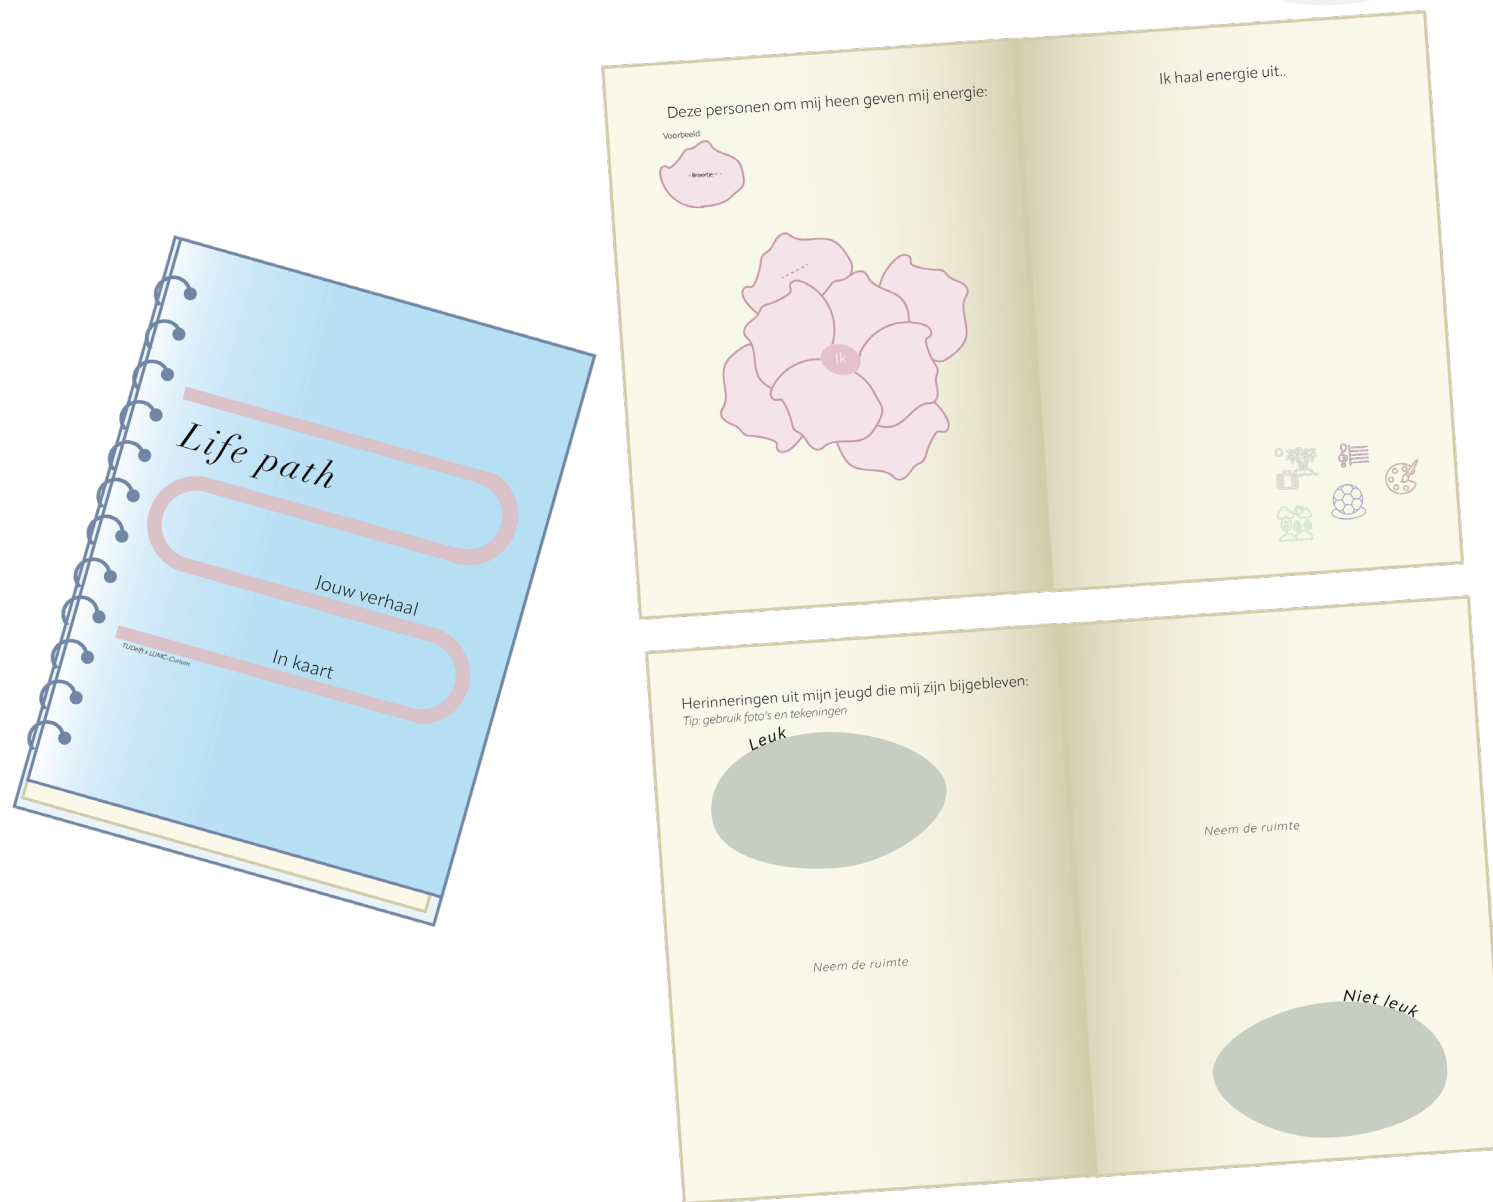 Life path
Jouw verhaal
In kaart
TUDelft x LUMC-Curium
Deze personen om mij heen geven mij energie:
Voorbeeld:
- Broertje - -
Ik
Ik haal energie uit..
Herinneringen uit mijn jeugd die mij zijn bijgebleven:
Tip: gebruik foto's en tekeningen
Leuk
Neem de ruimte
Neem de ruimte
Niet leuk